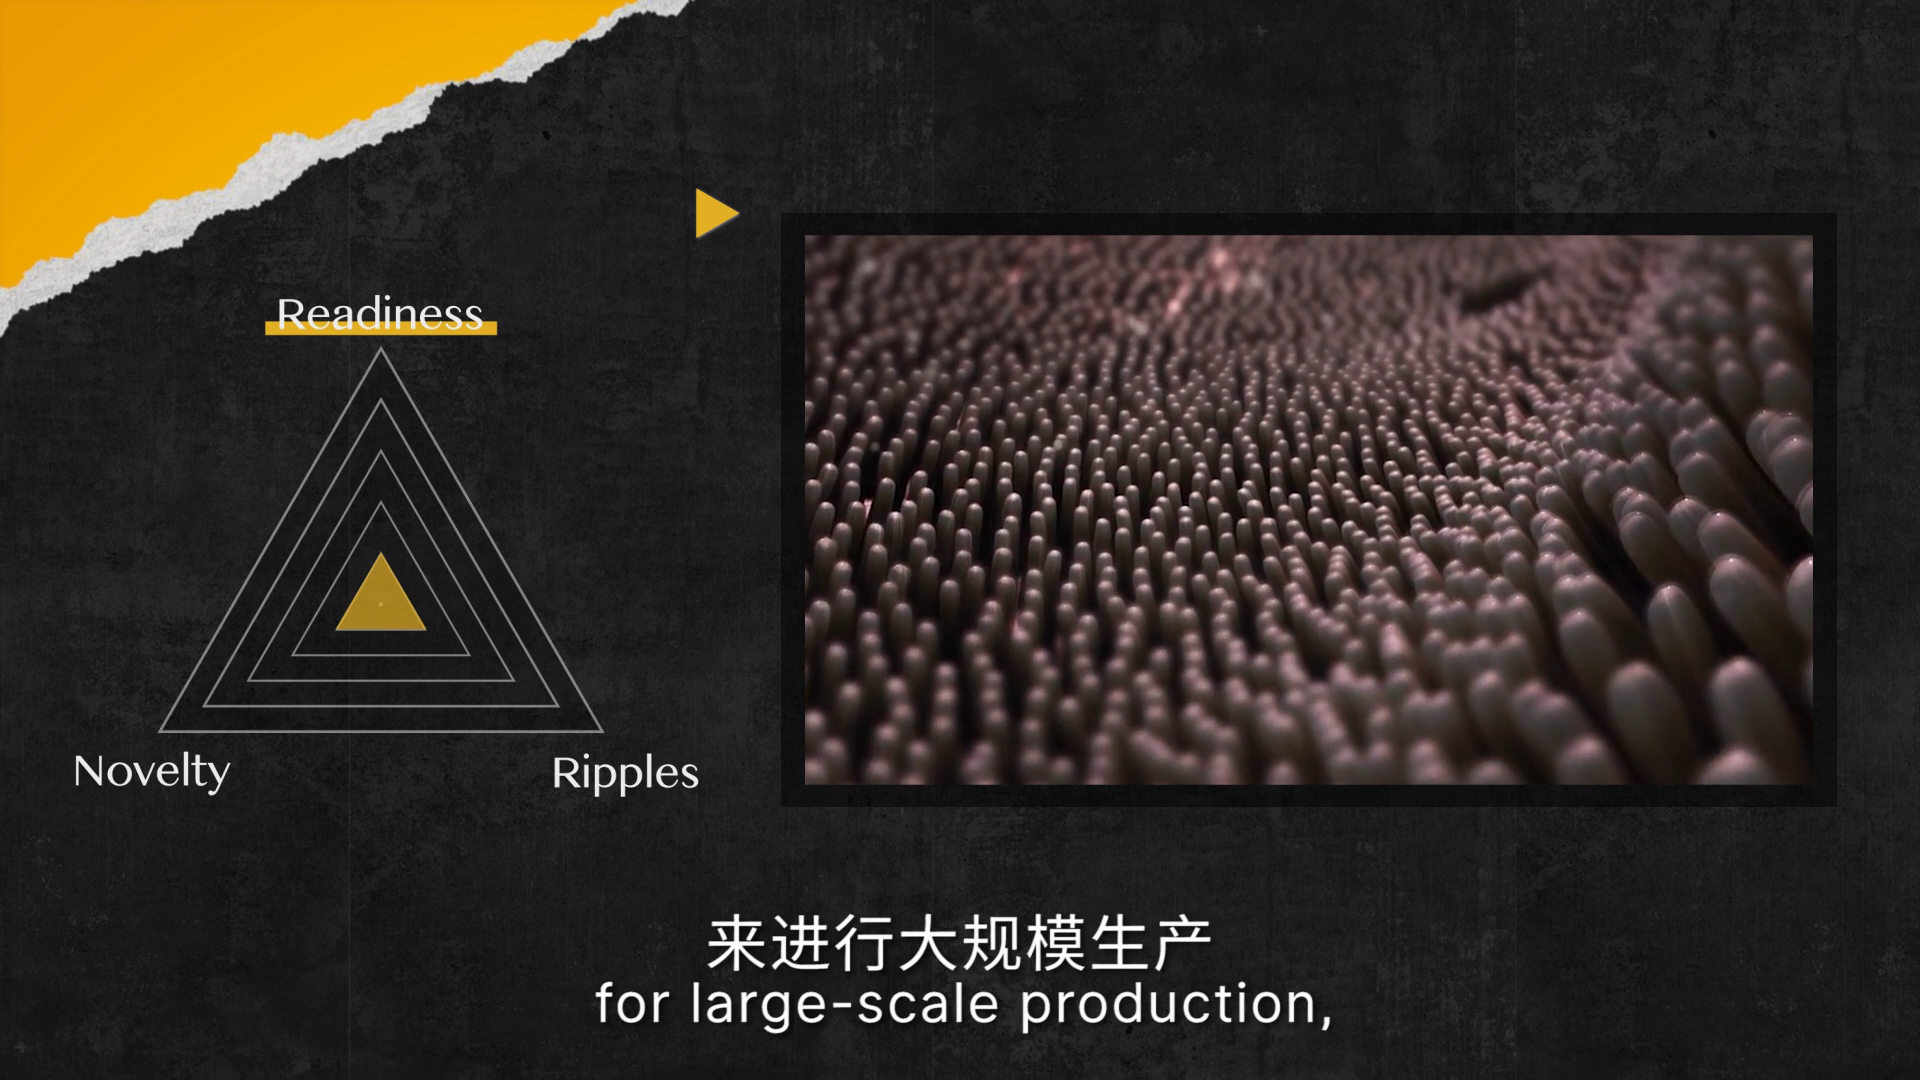 Readiness
Novelty
Ripples
来进行大规模生产
for large-scale production,